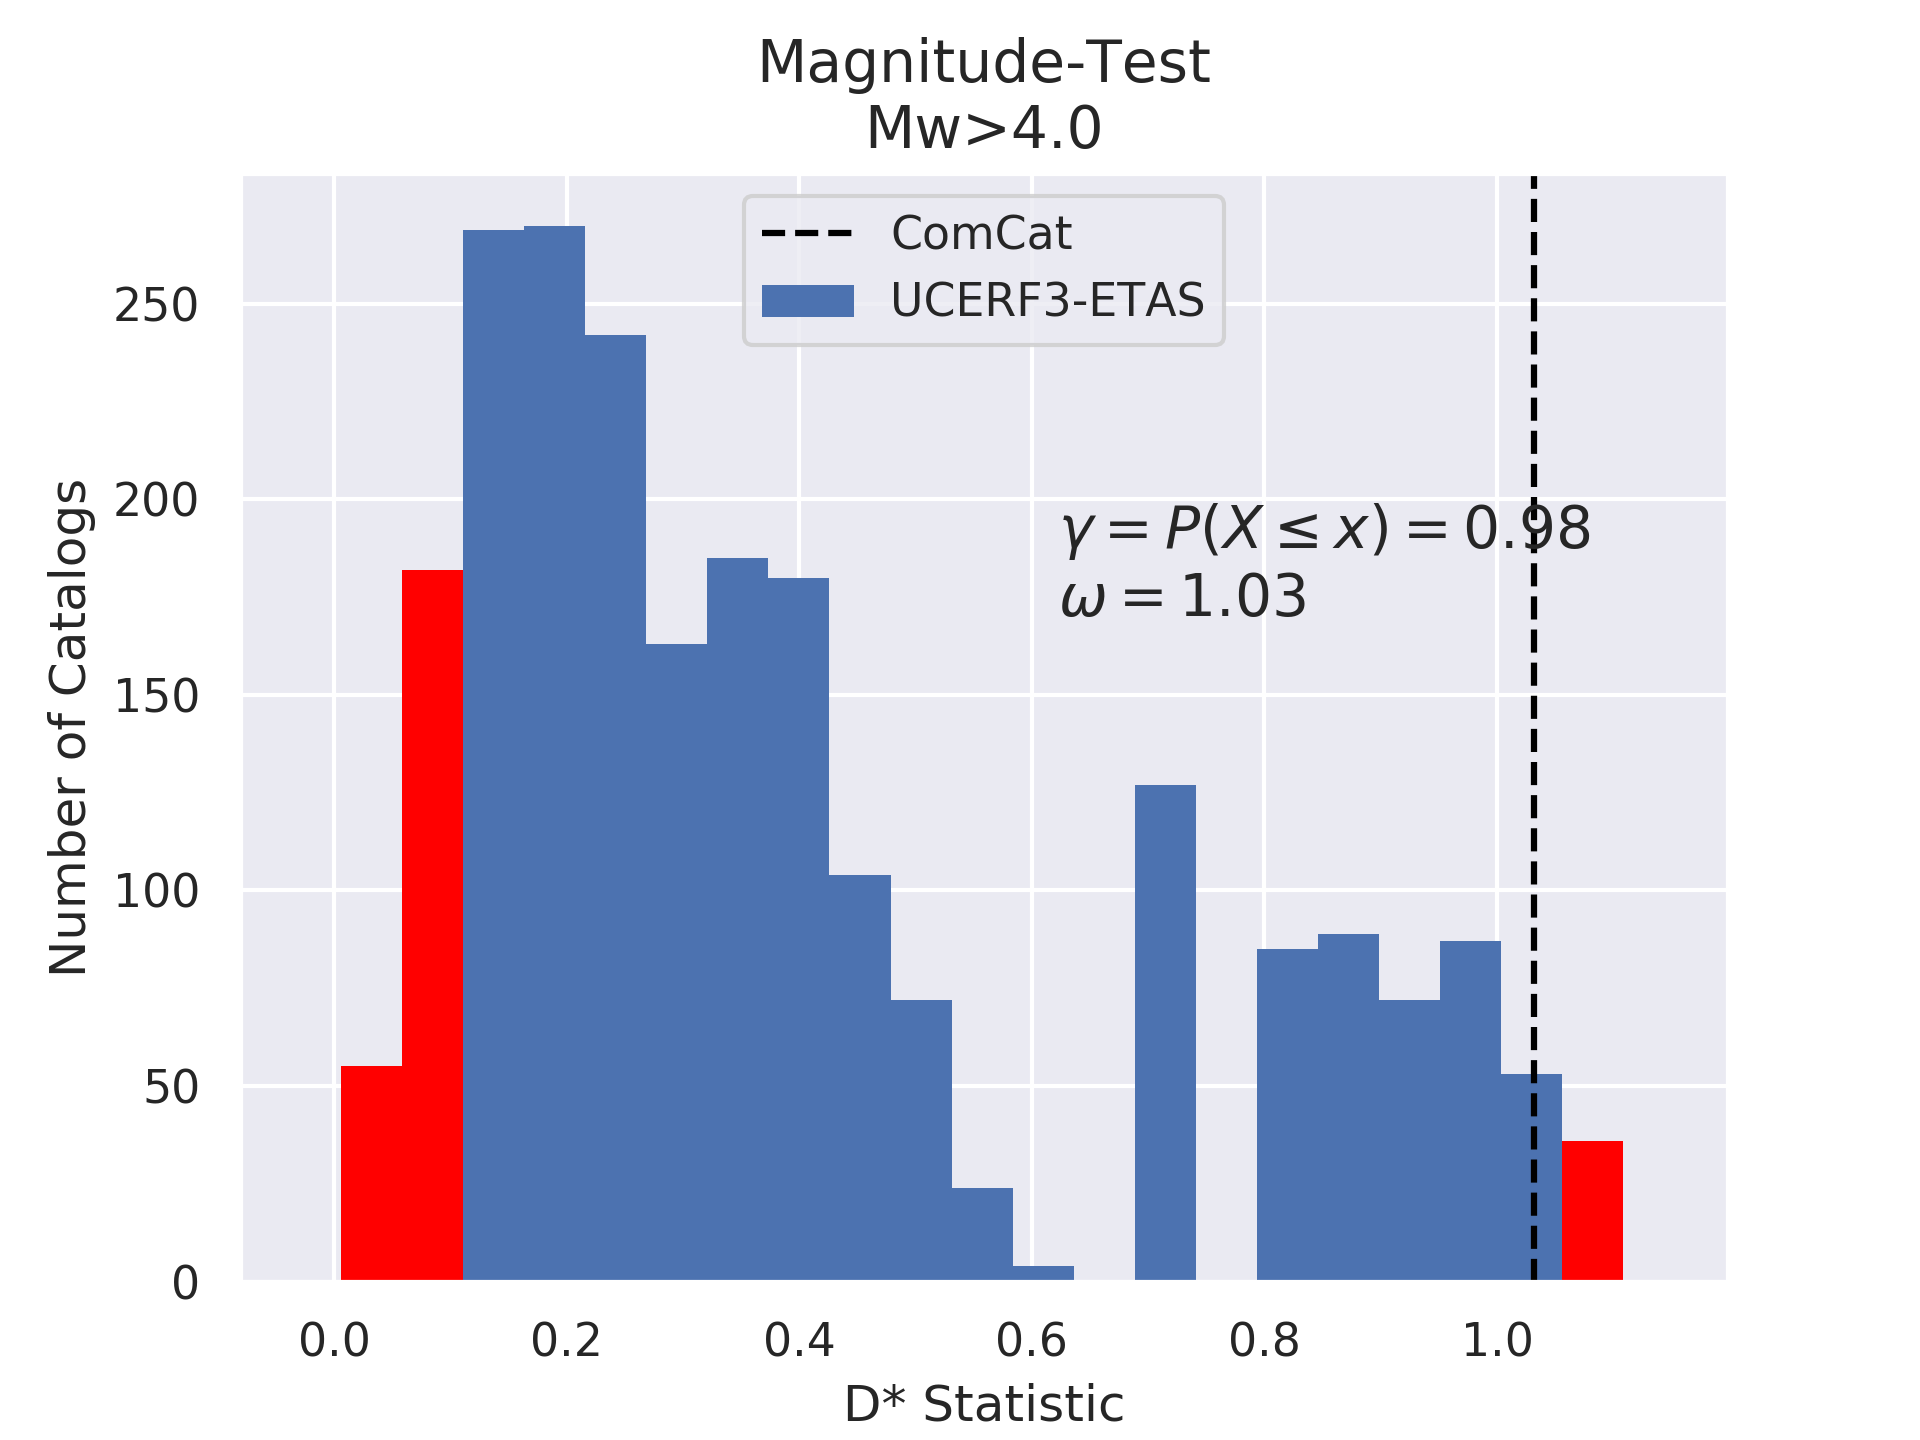 Magnitude-Test
Mw>4.0
ComCat
UCERF3-ETAS
250
200
150
100
50
0
Number of Catalogs
γ = P(X ≤ x) = 0.98
ω = 1.03
0.0 0.2 0.4 0.6 0.8 1.0
D* Statistic